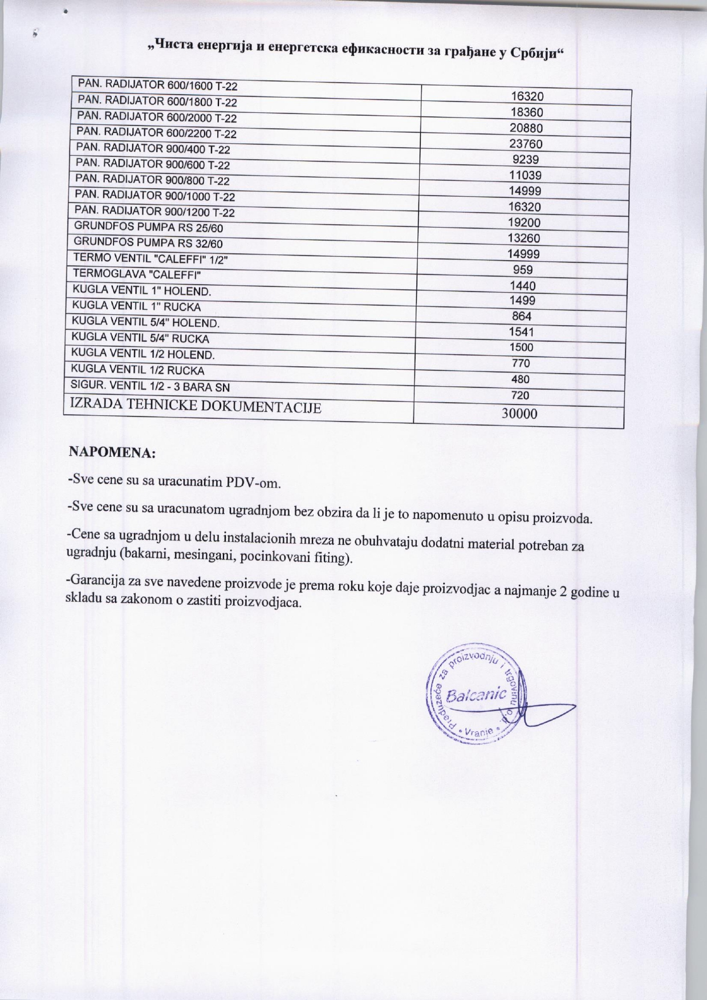 „Чиста енергија и енергетска ефикасности за грађане у Србији“
PAN. RADIJATOR 600/1600 T-22 16320
PAN. RADIJATOR 600/1800 T-22 18360
PAN. RADIJATOR 600/2000 T-22 20880
PAN. RADIJATOR 600/2200 T-22 23760
PAN. RADIJATOR 900/400 T-22 9239
PAN. RADIJATOR 900/600 T-22 11039
PAN. RADIJATOR 900/800 T-22 14999
PAN. RADIJATOR 900/1000 T-22 16320
PAN. RADIJATOR 900/1200 T-22 19200
GRUNDFOS PUMPA RS 25/60 13260
GRUNDFOS PUMPA RS 32/60 14999
TERMO VENTIL "CALEFFI" 1/2" 959
TERMOGLAVA "CALEFFI" 1440
KUGLA VENTIL 1" HOLEND. 1499
KUGLA VENTIL 1" RUCKA 864
KUGLA VENTIL 5/4" HOLEND. 1541
KUGLA VENTIL 5/4" RUCKA 1500
KUGLA VENTIL 1/2 HOLEND. 770
KUGLA VENTIL 1/2 RUCKA 480
SIGUR. VENTIL 1/2 - 3 BARA SN 720
IZRADA TEHNICKE DOKUMENTACIJE 30000
NAPOMENA:
-Sve cene su sa uracunatim PDV-om.
-Sve cene su sa uracunatom ugradnjom bez obzira da li je to napomenuto u opisu proizvoda.
-Cene sa ugradnjom u delu instalacionih mreza ne obuhvataju dodatni material potreban za
ugradnju (bakarni, mesingani, pocinkovani fiting).
-Garancija za sve navedene proizvode je prema roku koje daje proizvodjac a najmanje 2 godine u
skladu sa zakonom o zastiti proizvodjaca.
Preduzeće za proizvodnju i trgovinu o.d.
Balcanic
• Vranje •